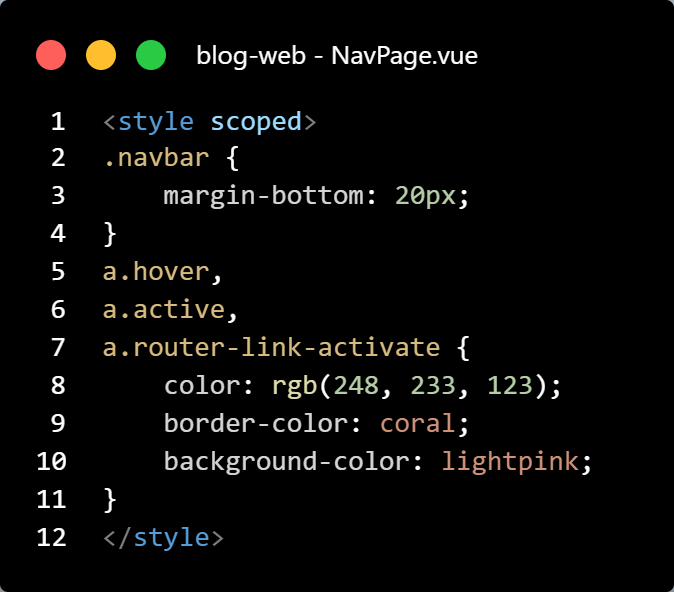 blog-web - NavPage.vue
1 <style scoped>
2 .navbar {
3     margin-bottom: 20px;
4 }
5 a.hover,
6 a.active,
7 a.router-link-activate {
8     color: rgb(248, 233, 123);
9     border-color: coral;
10     background-color: lightpink;
11 }
12 </style>